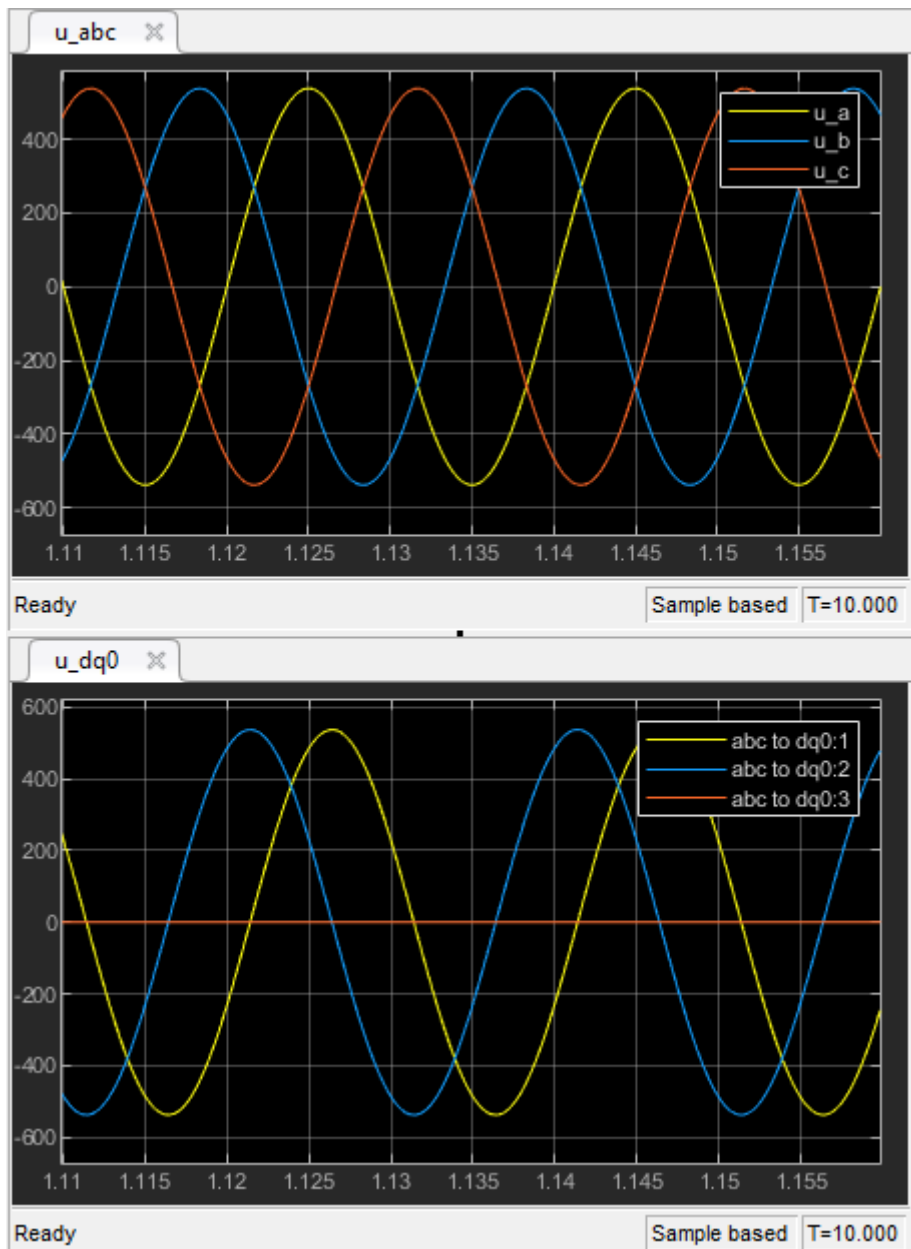 u_abc
400
200
0
-200
-400
-600
u_a
u_b
u_c
1.11 1.115 1.12 1.125 1.13 1.135 1.14 1.145 1.15 1.155
Ready Sample based T=10.000
u_dq0
600
400
200
0
-200
-400
-600
abc to dq0:1
abc to dq0:2
abc to dq0:3
1.11 1.115 1.12 1.125 1.13 1.135 1.14 1.145 1.15 1.155
Ready Sample based T=10.000